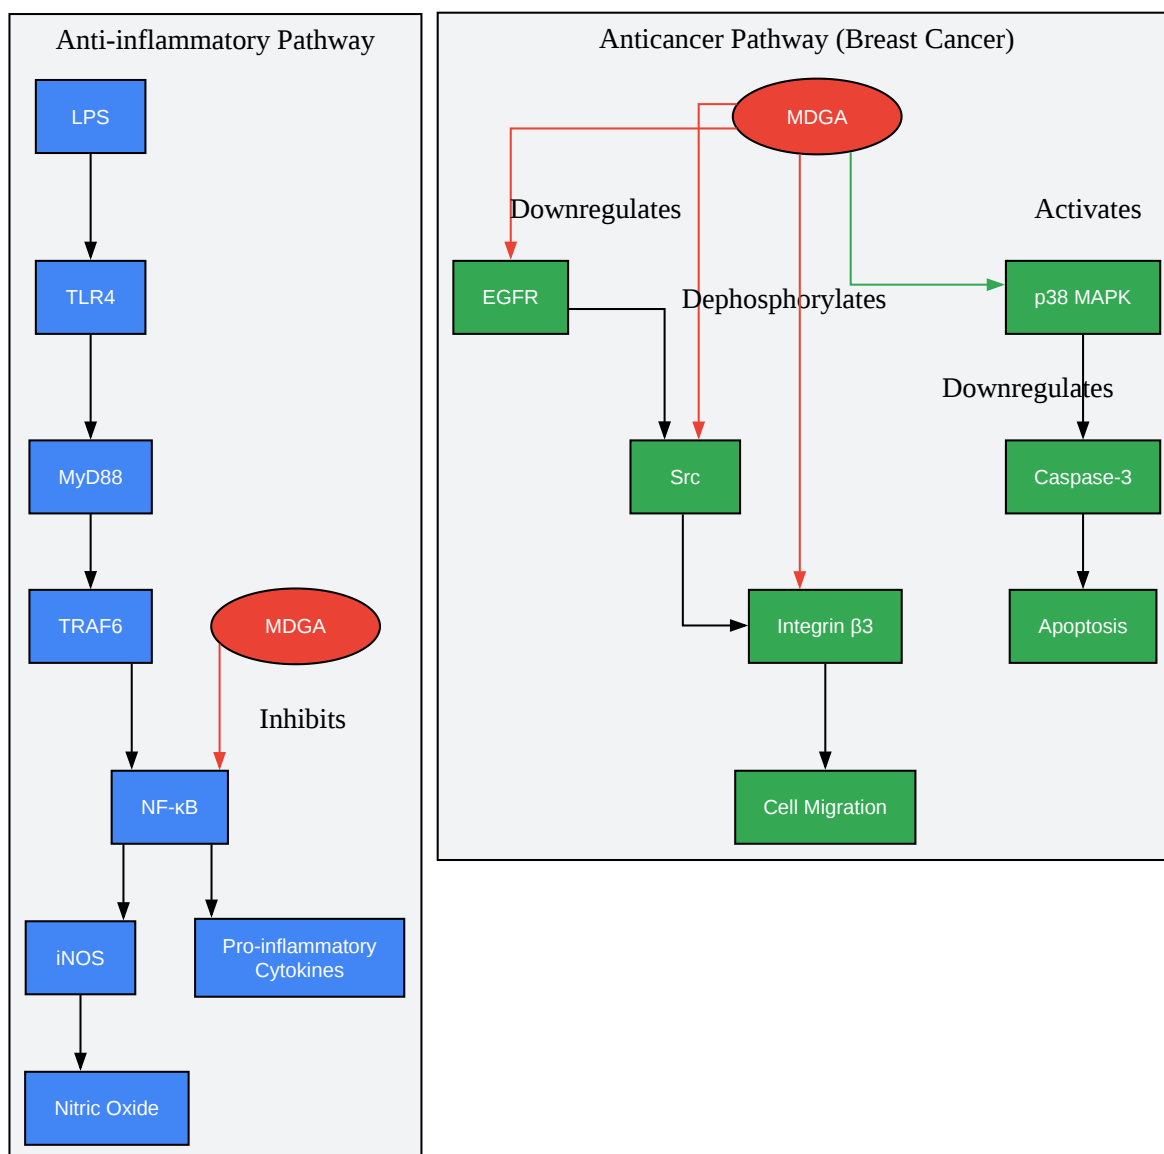 Anti-inflammatory Pathway
LPS
TLR4
MyD88
TRAF6
MDGA
Inhibits
NF-κB
iNOS
Pro-inflammatory
Cytokines
Nitric Oxide
Anticancer Pathway (Breast Cancer)
MDGA
Downregulates
Activates
EGFR
Dephosphorylates
p38 MAPK
Downregulates
Src
Caspase-3
Integrin β3
Apoptosis
Cell Migration